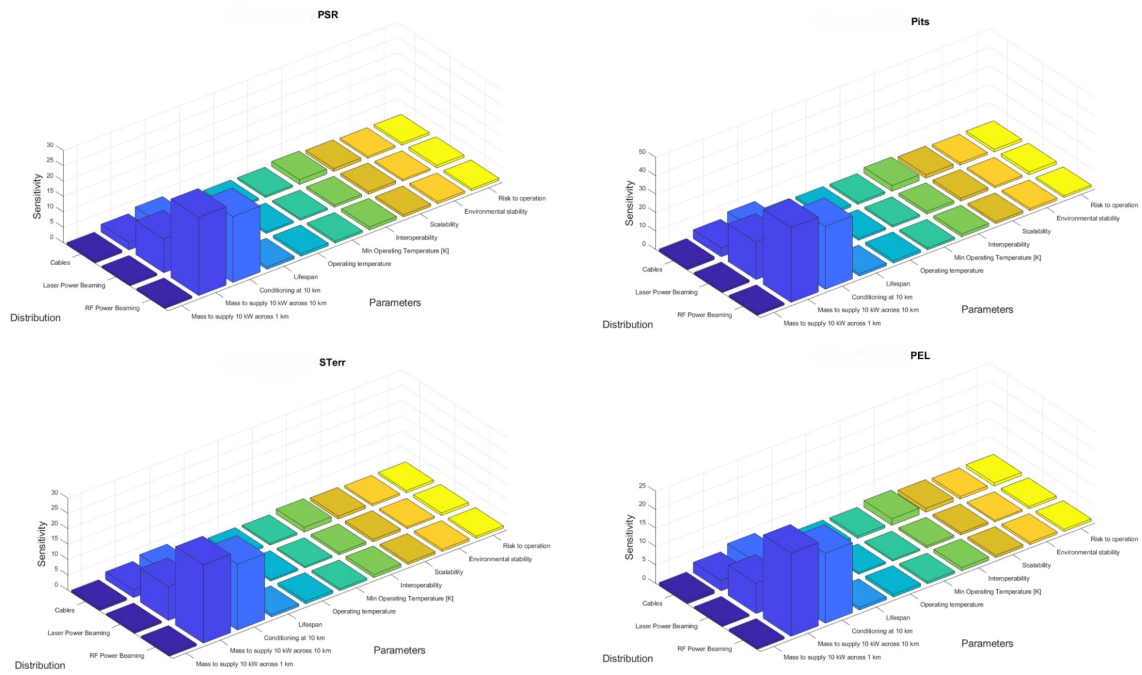 PSR
30
25
20
15
10
5
0
Sensitivity
Cables
Laser Power Beaming
RF Power Beaming
Distribution
Risk to operation
Environmental stability
Scalability
Interoperability
Min Operating Temperature [K]
Operating temperature
Lifespan
Conditioning at 10 km
Mass to supply 10 kW across 10 km
Mass to supply 10 kW across 1 km
Parameters
Pits
50
40
30
20
10
0
Sensitivity
Cables
Laser Power Beaming
RF Power Beaming
Distribution
Risk to operation
Environmental stability
Scalability
Interoperability
Min Operating Temperature [K]
Operating temperature
Lifespan
Conditioning at 10 km
Mass to supply 10 kW across 10 km
Mass to supply 10 kW across 1 km
Parameters
STerr
30
25
20
15
10
5
0
Sensitivity
Cables
Laser Power Beaming
RF Power Beaming
Distribution
Risk to operation
Environmental stability
Scalability
Interoperability
Min Operating Temperature [K]
Operating temperature
Lifespan
Conditioning at 10 km
Mass to supply 10 kW across 10 km
Mass to supply 10 kW across 1 km
Parameters
PEL
25
20
15
10
5
0
Sensitivity
Cables
Laser Power Beaming
RF Power Beaming
Distribution
Risk to operation
Environmental stability
Scalability
Interoperability
Min Operating Temperature [K]
Operating temperature
Lifespan
Conditioning at 10 km
Mass to supply 10 kW across 10 km
Mass to supply 10 kW across 1 km
Parameters